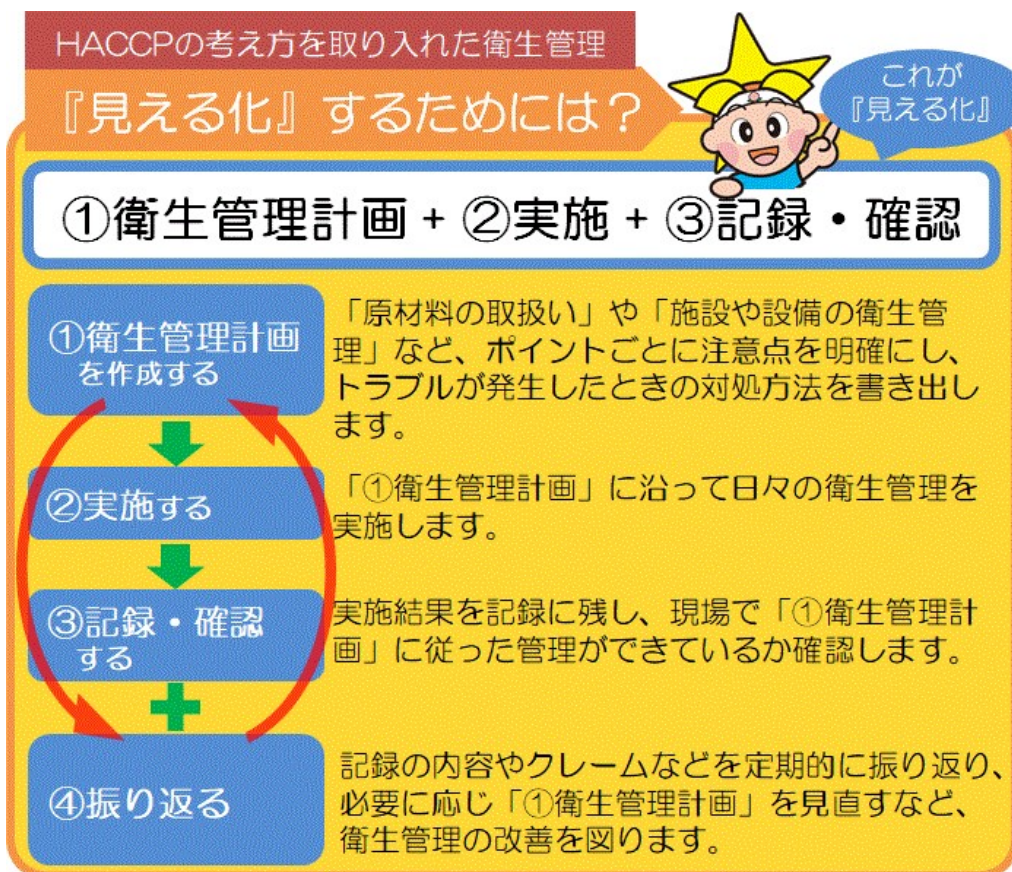 HACCPの考え方を取り入れた衛生管理
『見える化』するためには？
これが
『見える化』
①衛生管理計画 + ②実施 + ③記録・確認
①衛生管理計画
を作成する
「原材料の取扱い」や「施設や設備の衛生管
理」など、ポイントごとに注意点を明確にし、
トラブルが発生したときの対処方法を書き出し
ます。
②実施する
「①衛生管理計画」に沿って日々の衛生管理を
実施します。
③記録・確認
する
実施結果を記録に残し、現場で「①衛生管理計
画」に従った管理ができているか確認します。
④振り返る
記録の内容やクレームなどを定期的に振り返り、
必要に応じ「①衛生管理計画」を見直すなど、
衛生管理の改善を図ります。